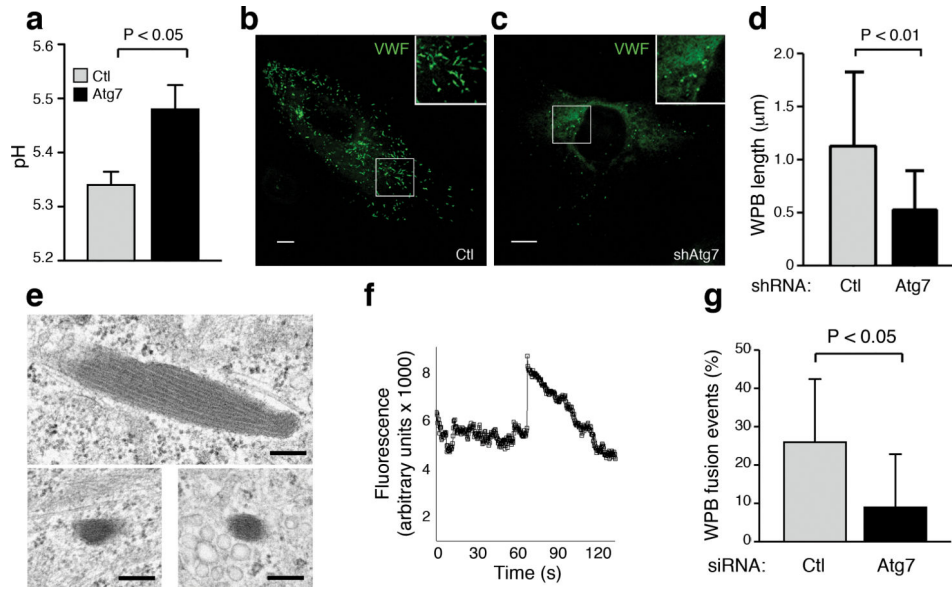 a
P < 0.05
5.6
5.5
5.4
5.3
5.2
pH
Ctl
Atg7
b
VWF
Ctl
c
VWF
shAtg7
d
P < 0.01
2.0
1.5
1.0
0.5
0
WPB length (μm)
shRNA: Ctl Atg7
e
f
8
6
4
2
Fluorescence
(arbitrary units x 1000)
0 30 60 90 120
Time (s)
g
P < 0.05
50
40
30
20
10
0
WPB fusion events (%)
siRNA: Ctl Atg7